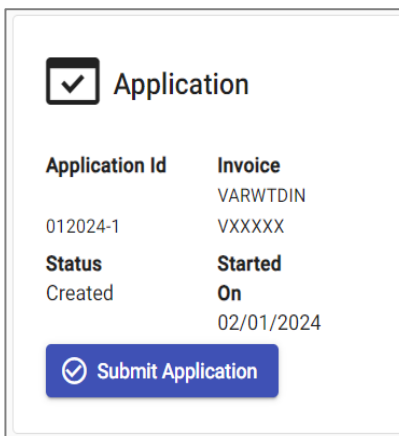 Application
Application Id Invoice
VARWTDIN
012024-1 VXXXXX
Status Started
Created On
02/01/2024
Submit Application